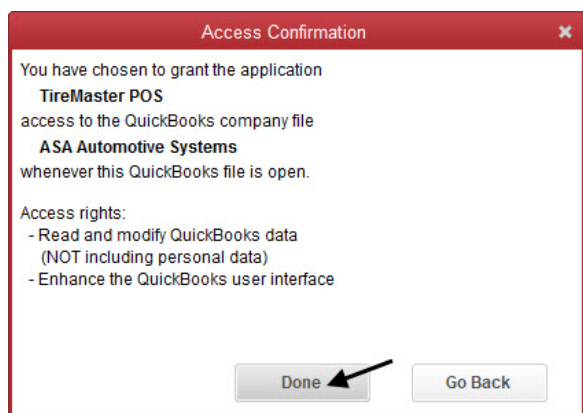 Access Confirmation
You have chosen to grant the application
TireMaster POS
access to the QuickBooks company file
ASA Automotive Systems
whenever this QuickBooks file is open.
Access rights:
- Read and modify QuickBooks data
(NOT including personal data)
- Enhance the QuickBooks user interface
Done
Go Back